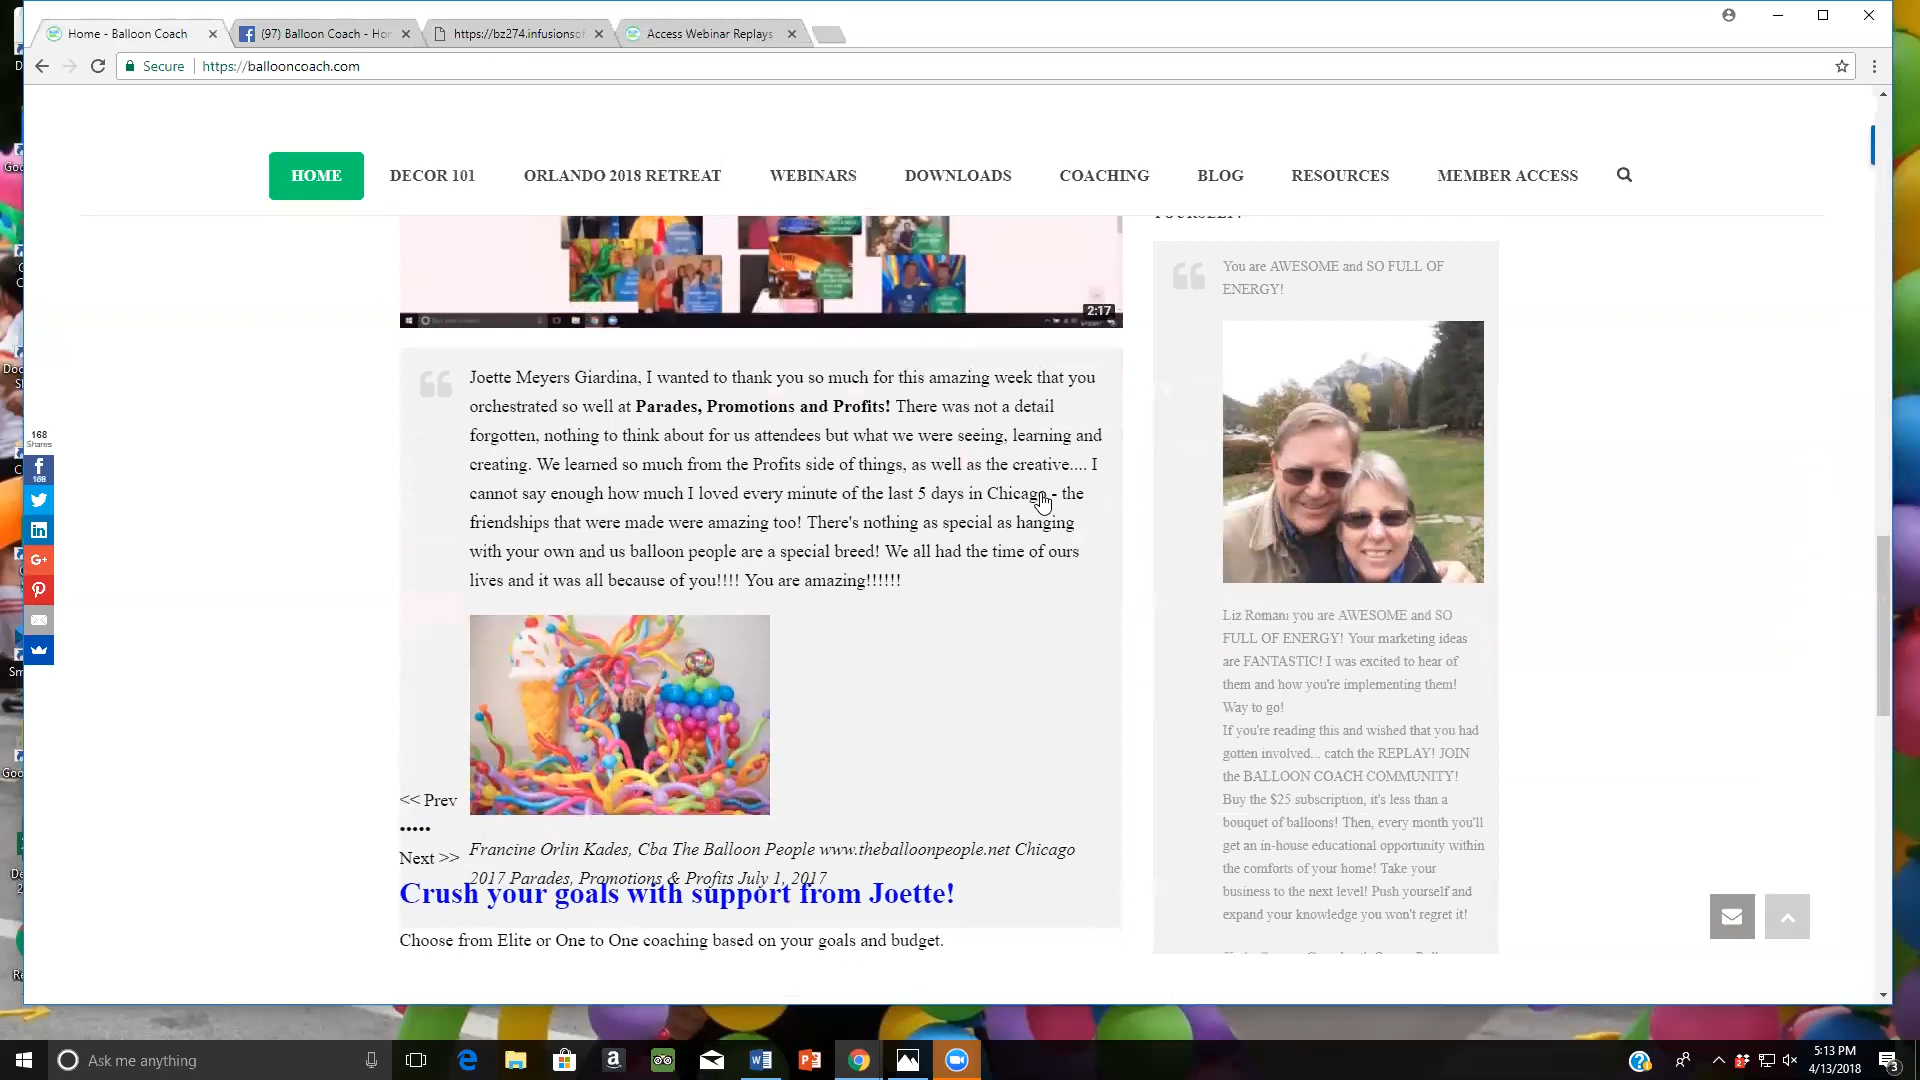 Home - Balloon Coach
(97) Balloon Coach - Hor
https://bz274.infusionsof
Access Webinar Replays
Secure
https://ballooncoach.com
HOME
DECOR 101
ORLANDO 2018 RETREAT
WEBINARS
DOWNLOADS
COACHING
BLOG
RESOURCES
MEMBER ACCESS
2:17
Joette Meyers Giardina, I wanted to thank you so much for this amazing week that you
orchestrated so well at Parades, Promotions and Profits! There was not a detail
forgotten, nothing to think about for us attendees but what we were seeing, learning and
creating. We learned so much from the Profits side of things, as well as the creative.... I
cannot say enough how much I loved every minute of the last 5 days in Chicago - the
friendships that were made were amazing too! There's nothing as special as hanging
with your own and us balloon people are a special breed! We all had the time of ours
lives and it was all because of you!!!! You are amazing!!!!!!
<< Prev
•••••
Next >>
Francine Orlin Kades, Cba The Balloon People www.theballoonpeople.net Chicago
2017 Parades, Promotions & Profits July 1, 2017
Crush your goals with support from Joette!
Choose from Elite or One to One coaching based on your goals and budget.
You are AWESOME and SO FULL OF
ENERGY!
Liz Romani you are AWESOME and SO
FULL OF ENERGY! Your marketing ideas
are FANTASTIC! I was excited to hear of
them and how you're implementing them!
Way to go!
If you're reading this and wished that you had
gotten involved... catch the REPLAY! JOIN
the BALLOON COACH COMMUNITY!
Buy the $25 subscription, it's less than a
bouquet of balloons! Then, every month you'll
get an in-house educational opportunity within
the comforts of your home! Take your
business to the next level! Push yourself and
expand your knowledge you won't regret it!
168
Shares
168
Ask me anything
5:13 PM
4/13/2018
3